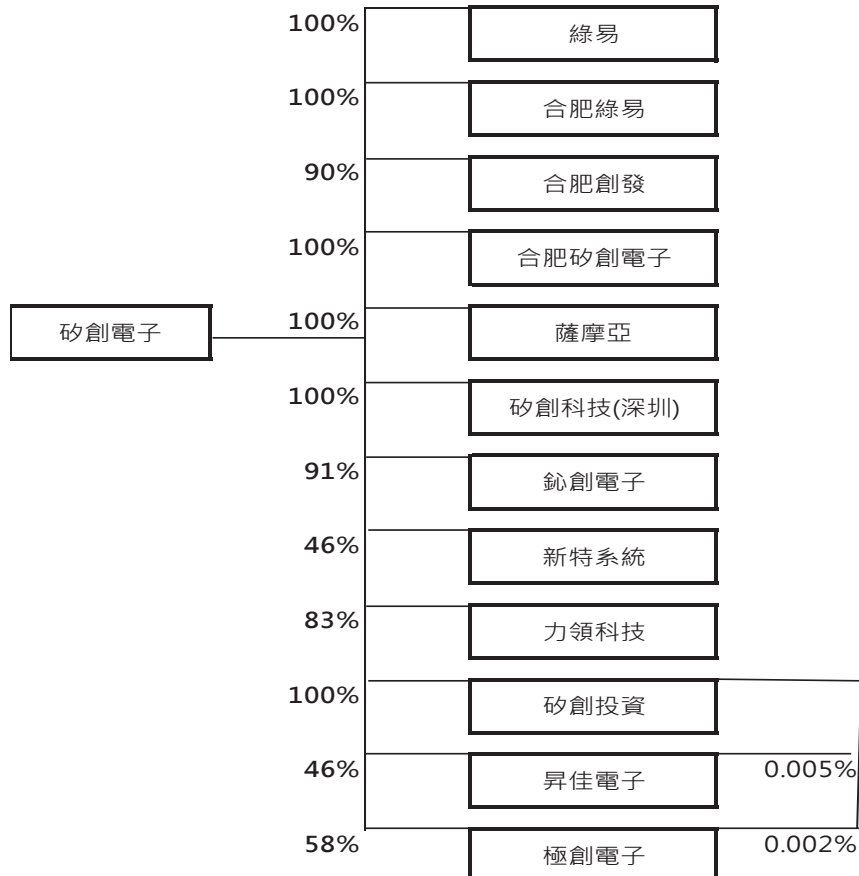 100%
綠易
100%
合肥綠易
90%
合肥創發
100%
合肥矽創電子
矽創電子
100%
薩摩亞
100%
矽創科技(深圳)
91%
鈊創電子
46%
新特系統
83%
力領科技
100%
矽創投資
46%
昇佳電子
0.005%
58%
極創電子
0.002%